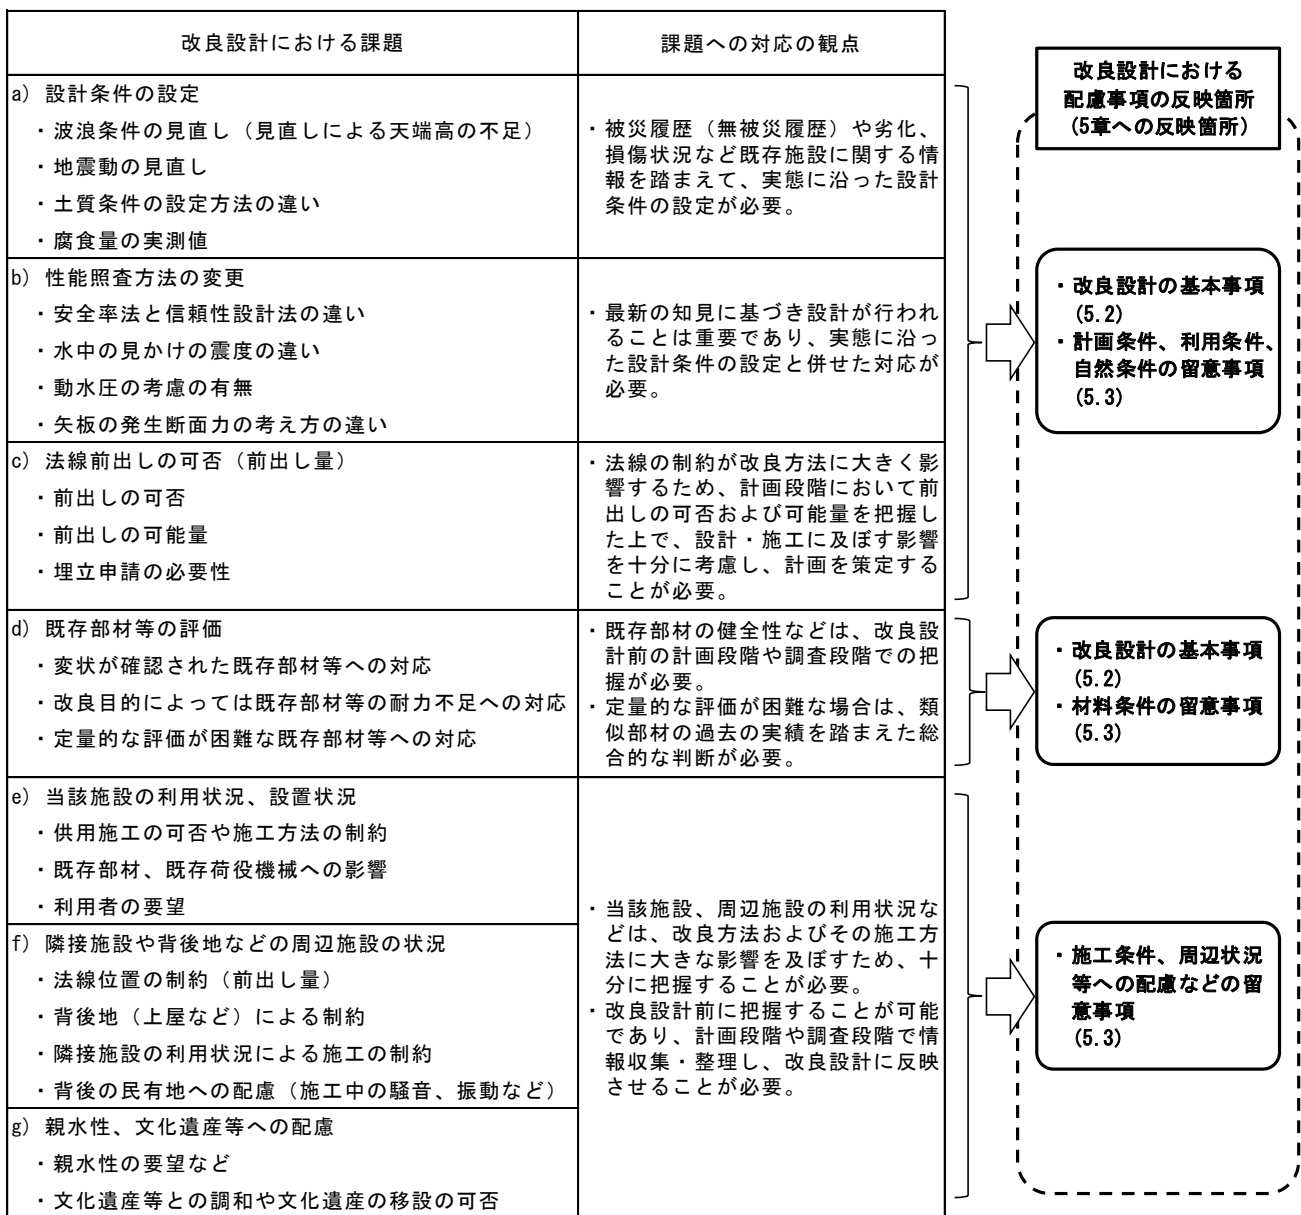 改良設計における課題
課題への対応の観点
a) 設計条件の設定
・波浪条件の見直し（見直しによる天端高の不足）
・地震動の見直し
・土質条件の設定方法の違い
・腐食量の実測値
・被災履歴（無被災履歴）や劣化、
損傷状況など既存施設に関する情
報を踏まえて、実態に沿った設計
条件の設定が必要。
b) 性能照査方法の変更
・安全率法と信頼性設計法の違い
・水中の見かけの震度の違い
・動水圧の考慮の有無
・矢板の発生断面力の考え方の違い
・最新の知見に基づき設計が行われ
ることは重要であり、実態に沿っ
た設計条件の設定と併せた対応が
必要。
c) 法線前出しの可否（前出し量）
・前出しの可否
・前出しの可能量
・埋立申請の必要性
・法線の制約が改良方法に大きく影
響するため、計画段階において前
出しの可否および可能量を把握し
た上で、設計・施工に及ぼす影響
を十分に考慮し、計画を策定する
ことが必要。
d) 既存部材等の評価
・変状が確認された既存部材等への対応
・改良目的によっては既存部材等の耐力不足への対応
・定量的な評価が困難な既存部材等への対応
・既存部材の健全性などは、改良設
計前の計画段階や調査段階での把
握が必要。
・定量的な評価が困難な場合は、類
似部材の過去の実績を踏まえた総
合的な判断が必要。
e) 当該施設の利用状況、設置状況
・供用施工の可否や施工方法の制約
・既存部材、既存荷役機械への影響
・利用者の要望
f) 隣接施設や背後地などの周辺施設の状況
・法線位置の制約（前出し量）
・背後地（上屋など）による制約
・隣接施設の利用状況による施工の制約
・背後の民有地への配慮（施工中の騒音、振動など）
g) 親水性、文化遺産等への配慮
・親水性の要望など
・文化遺産等との調和や文化遺産の移設の可否
・当該施設、周辺施設の利用状況な
どは、改良方法およびその施工方
法に大きな影響を及ぼすため、十
分に把握することが必要。
・改良設計前に把握することが可能
であり、計画段階や調査段階で情
報収集・整理し、改良設計に反映
させることが必要。
改良設計における
配慮事項の反映箇所
(5章への反映箇所)
・改良設計の基本事項
(5.2)
・計画条件、利用条件、
自然条件の留意事項
(5.3)
・改良設計の基本事項
(5.2)
・材料条件の留意事項
(5.3)
・施工条件、周辺状況
等への配慮などの留
意事項
(5.3)